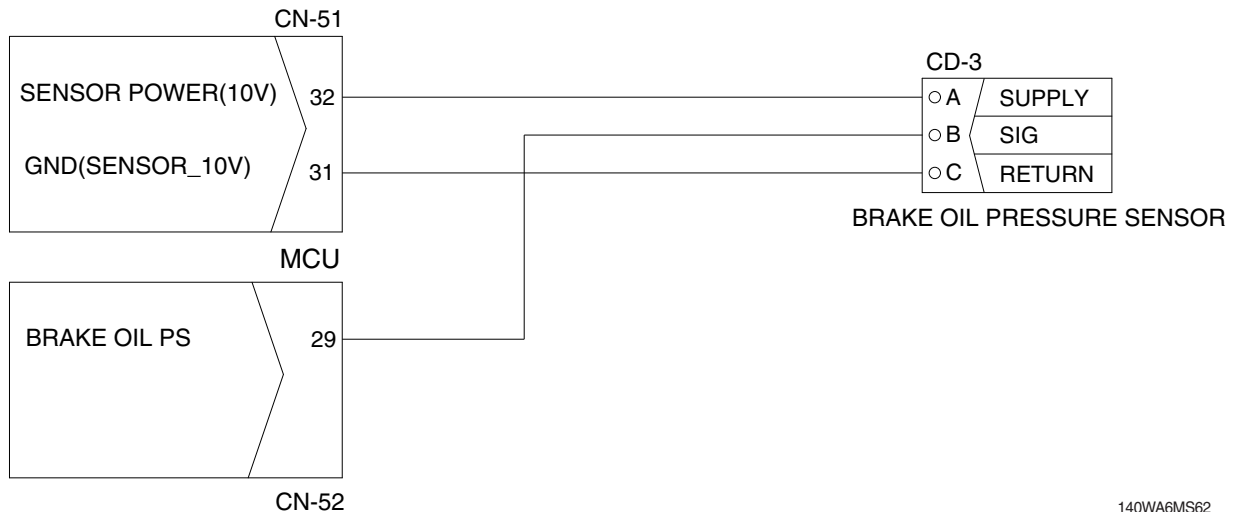 CN-51
SENSOR POWER(10V) 32
GND(SENSOR_10V) 31
MCU
BRAKE OIL PS 29
CN-52
CD-3
A SUPPLY
B SIG
C RETURN
BRAKE OIL PRESSURE SENSOR
140WA6MS62